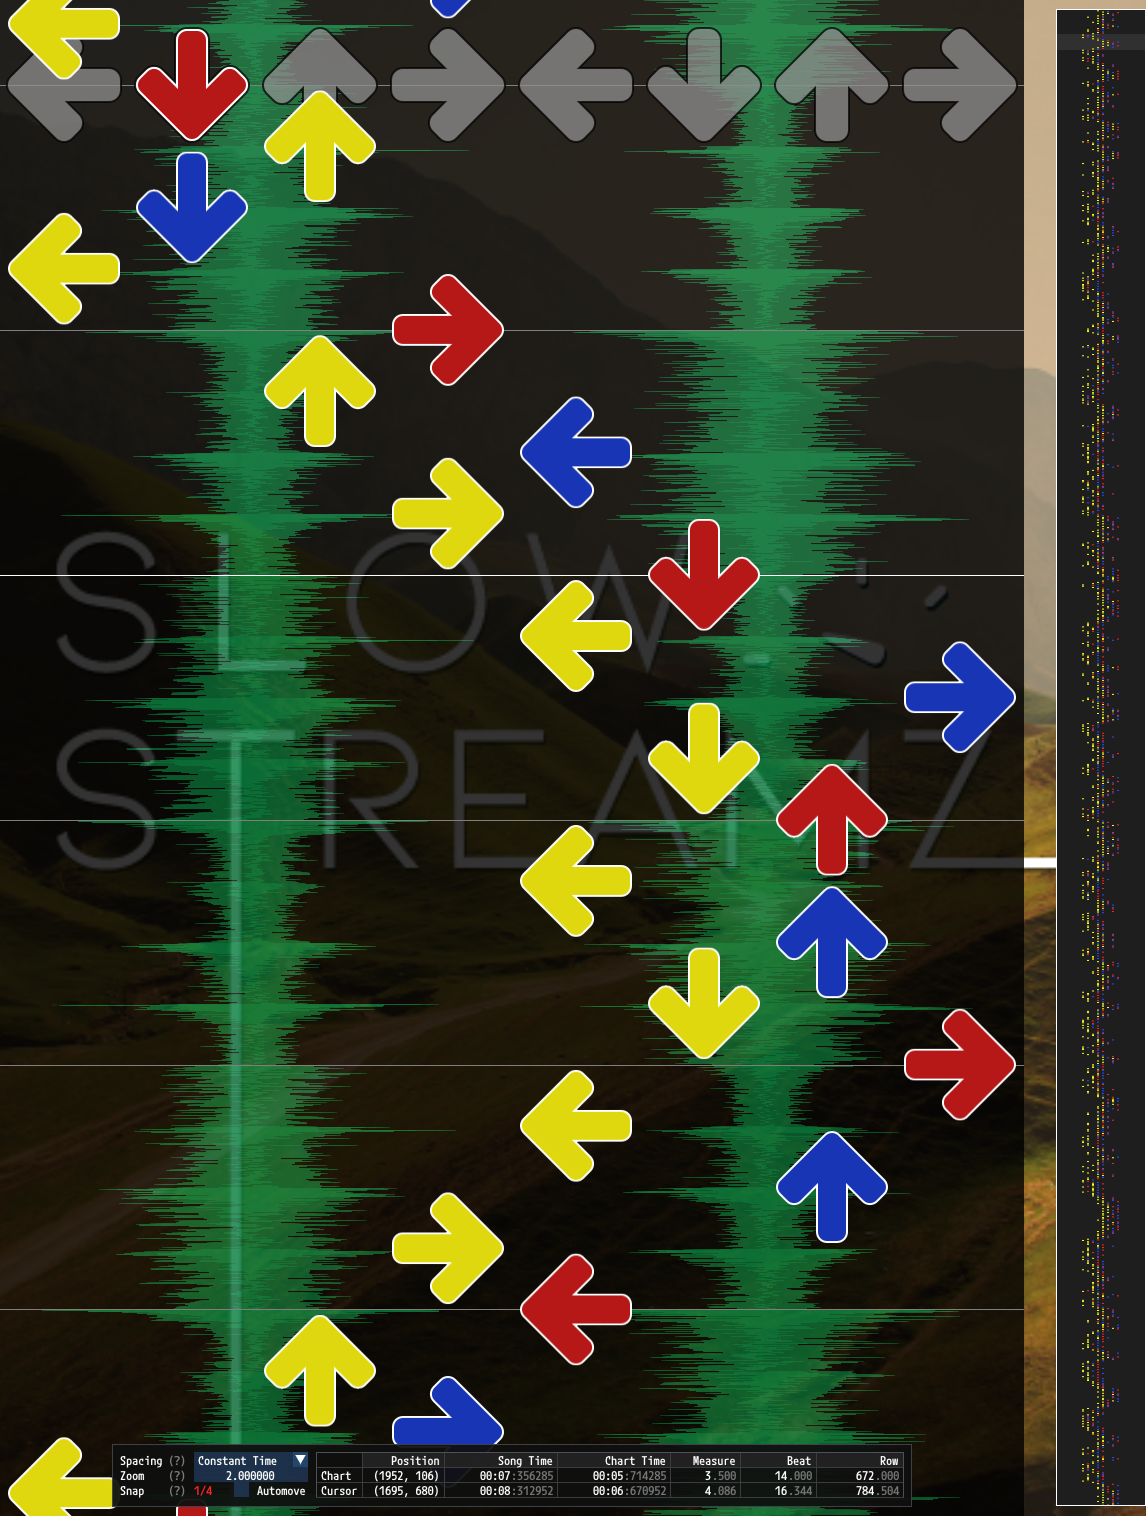 SLOW
STREAMZ
Spacing (?) Constant Time
Zoom (?) 2.000000
Snap (?) 1/4 Automove
Position Song Time Chart Time Measure Beat Row
Chart (1952, 106) 00:07:356285 00:05:714285 3.500 14.000 672.000
Cursor (1695, 680) 00:08:312952 00:06:670952 4.086 16.344 784.504